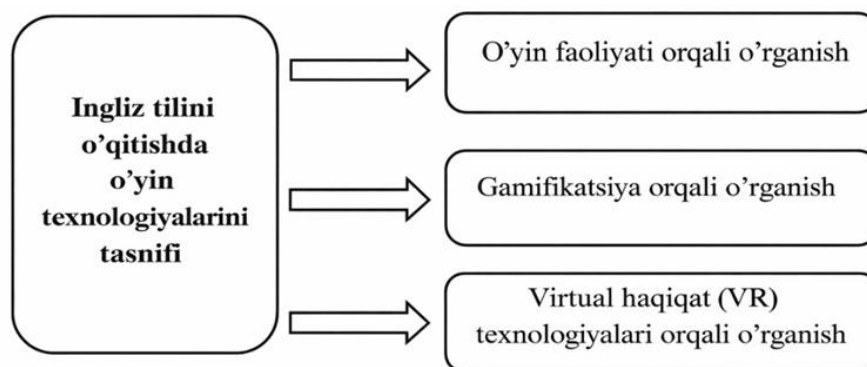 Ingliz tilini
o’qitishda
o’yin
texnologiyalarini
tasnifi
O’yin faoliyati orqali o’rganish
Gamifikatsiya orqali o’rganish
Virtual haqiqat (VR)
texnologiyalari orqali o’rganish